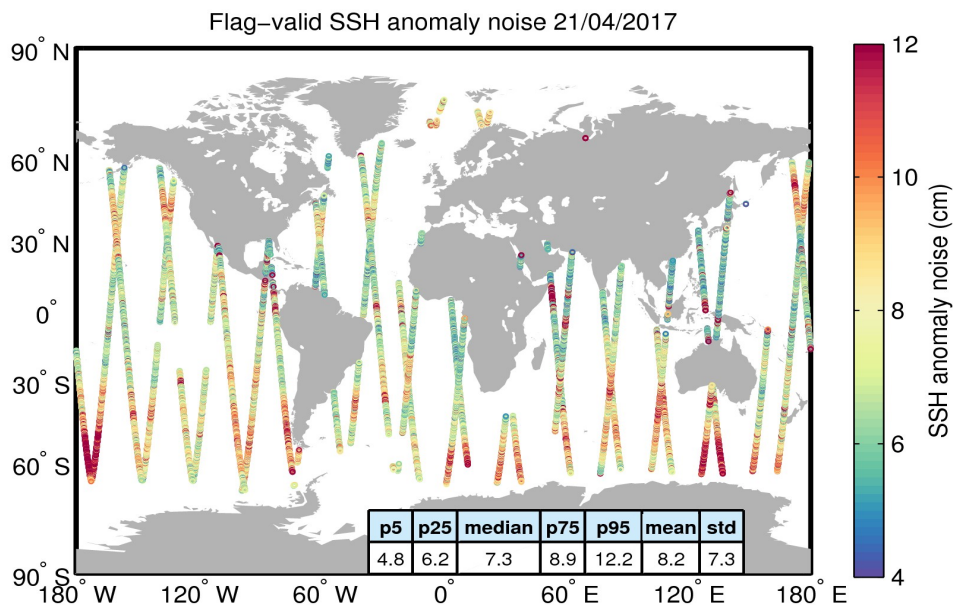 Flag−valid SSH anomaly noise 21/04/2017
90° N
60° N
30° N
0°
30° S
60° S
90° S
180° W 120° W 60° W 0° 60° E 120° E 180° E
p5 p25 median p75 p95 mean std
4.8 6.2 7.3 8.9 12.2 8.2 7.3
12
10
8
6
4
SSH anomaly noise (cm)